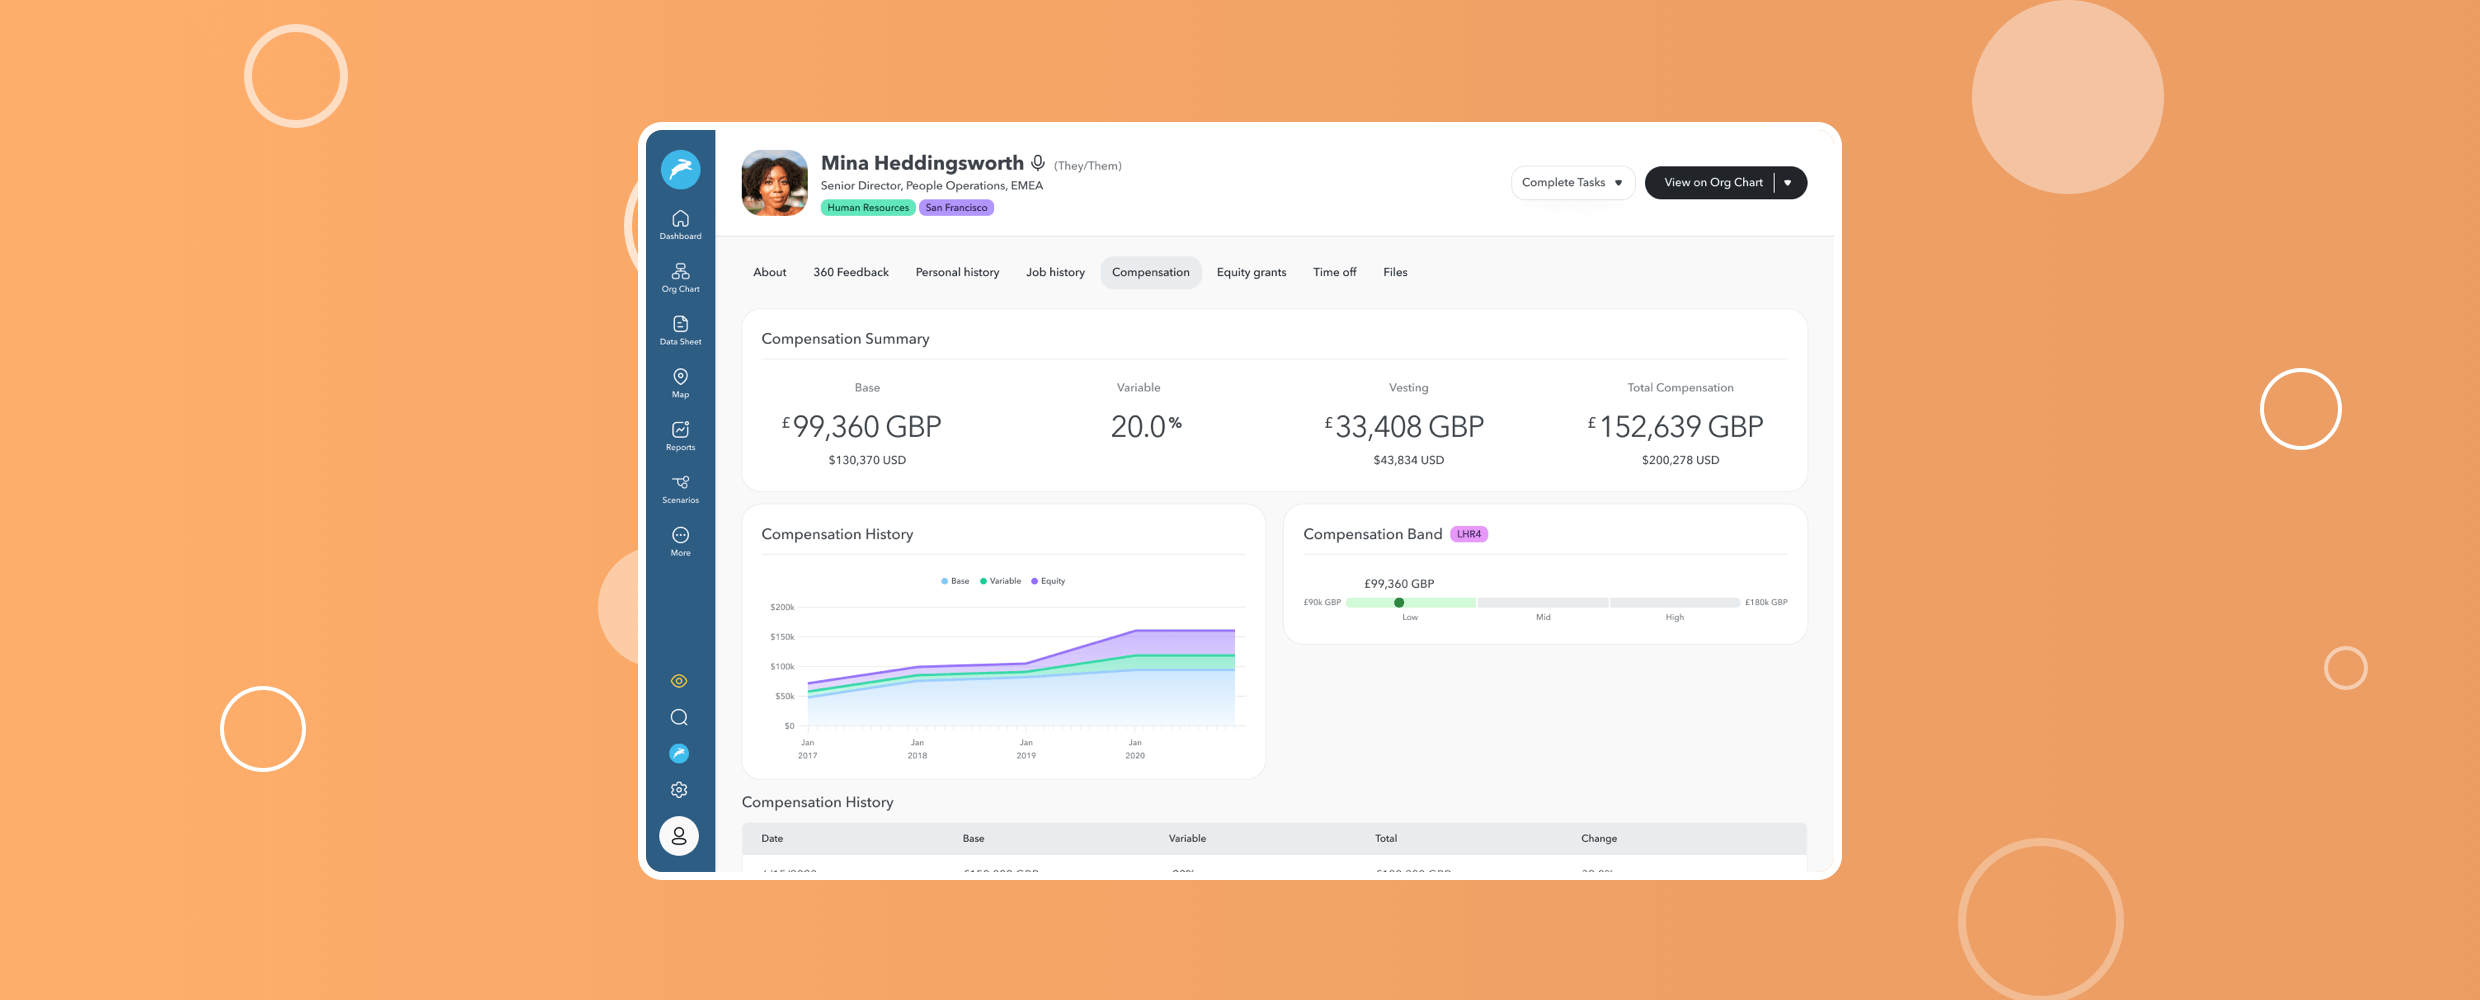 Mina Heddingsworth (They/Them)
Senior Director, People Operations, EMEA
Human Resources San Francisco
Complete Tasks
View on Org Chart
Dashboard
Org Chart
Data Sheet
Map
Reports
Scenarios
More
About 360 Feedback Personal history Job history Compensation Equity grants Time off Files
Compensation Summary
Base Variable Vesting Total Compensation
£99,360 GBP 20.0% £33,408 GBP £152,639 GBP
$130,370 USD $43,834 USD $200,278 USD
Compensation History
Base Variable Equity
$200k
$150k
$100k
$50k
$0
Jan Jan Jan Jan
2017 2018 2019 2020
Compensation Band LHR4
£99,360 GBP
£90k GBP £180k GBP
Low Mid High
Compensation History
Date Base Variable Total Change